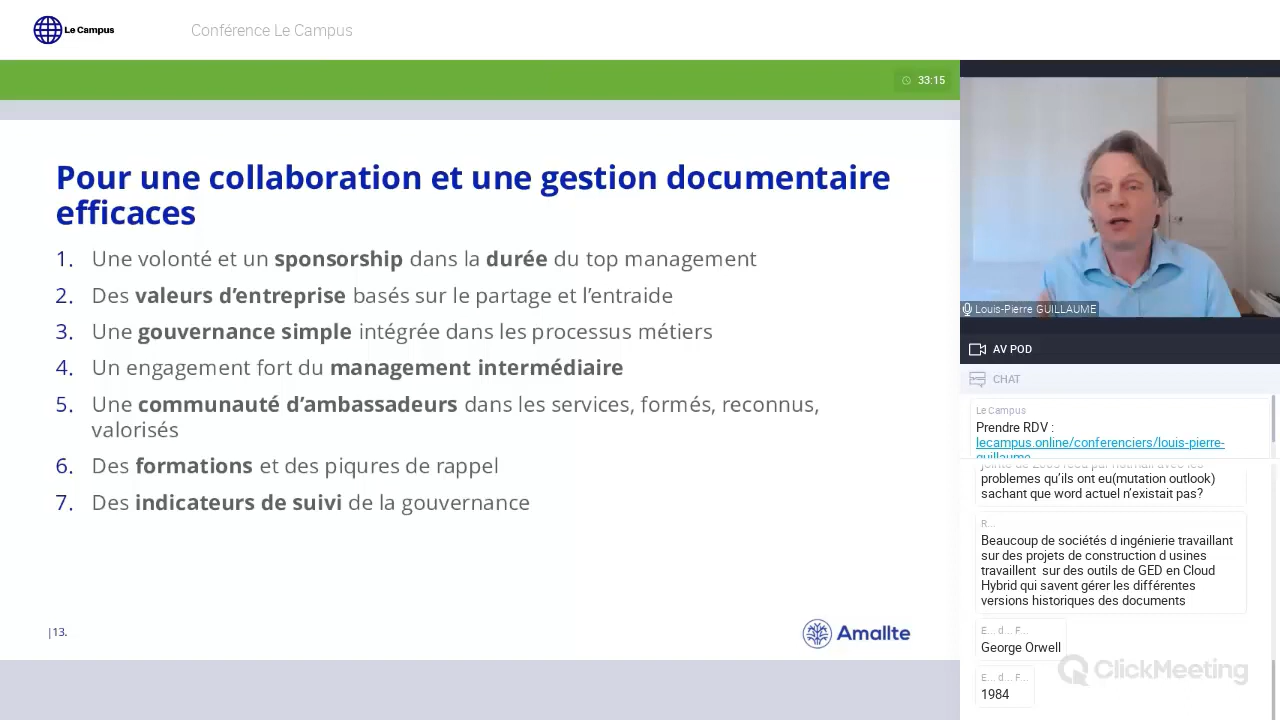 Le Campus
Conférence Le Campus
33:15
Pour une collaboration et une gestion documentaire
efficaces
1. Une volonté et un sponsorship dans la durée du top management
2. Des valeurs d’entreprise basés sur le partage et l’entraide
3. Une gouvernance simple intégrée dans les processus métiers
4. Un engagement fort du management intermédiaire
5. Une communauté d’ambassadeurs dans les services, formés, reconnus,
valorisés
6. Des formations et des piqures de rappel
7. Des indicateurs de suivi de la gouvernance
|13.
Amallte
Louis-Pierre GUILLAUME
AV POD
CHAT
Le Campus
Prendre RDV :
lecampus.online/conferenciers/louis-pierre-
guillaume
problemes qu’ils ont eu(mutation outlook)
sachant que word actuel n’existait pas?
R...
Beaucoup de sociétés d ingénierie travaillant
sur des projets de construction d usines
travaillent sur des outils de GED en Cloud
Hybrid qui savent gérer les différentes
versions historiques des documents
E... d... F...
George Orwell
E... d... F...
1984
ClickMeeting